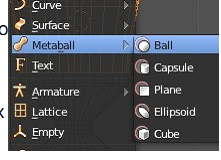 Curve
Surface
Metaball
Text
Armature
Lattice
Empty
Ball
Capsule
Plane
Ellipsoid
Cube